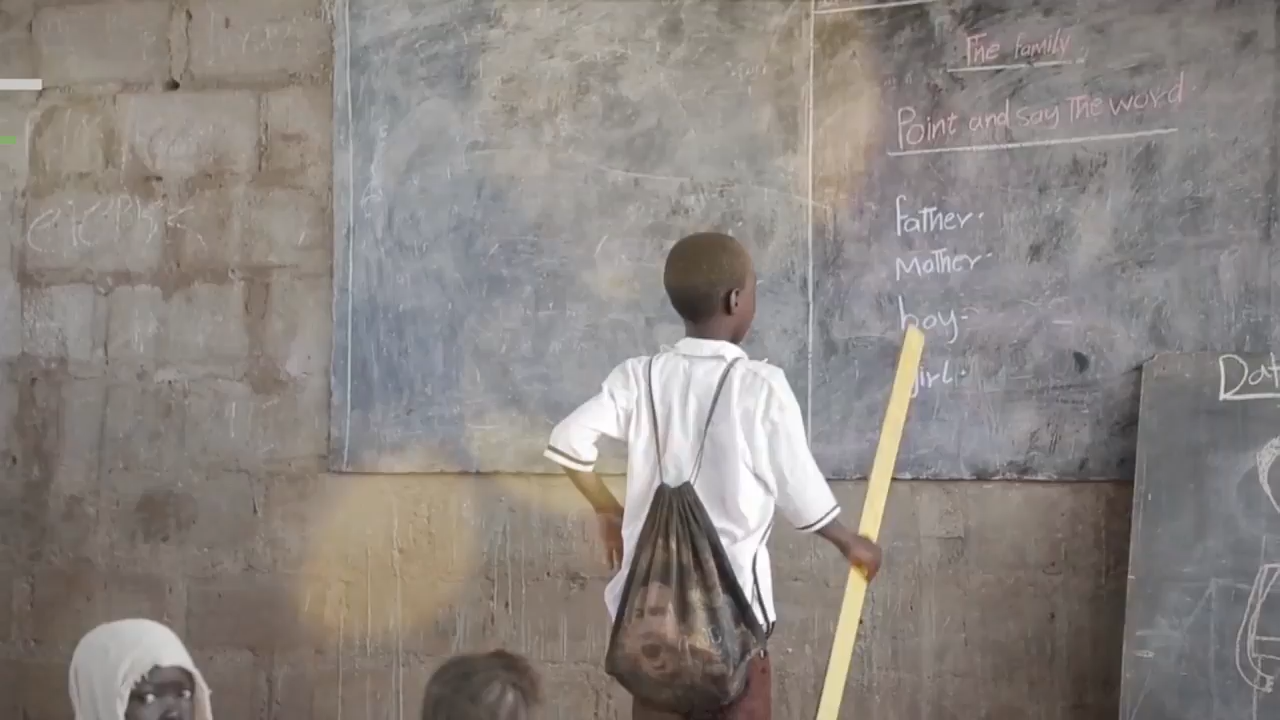 The family
Point and say The word.
father.
Mother.
boy.
girl.
Dat